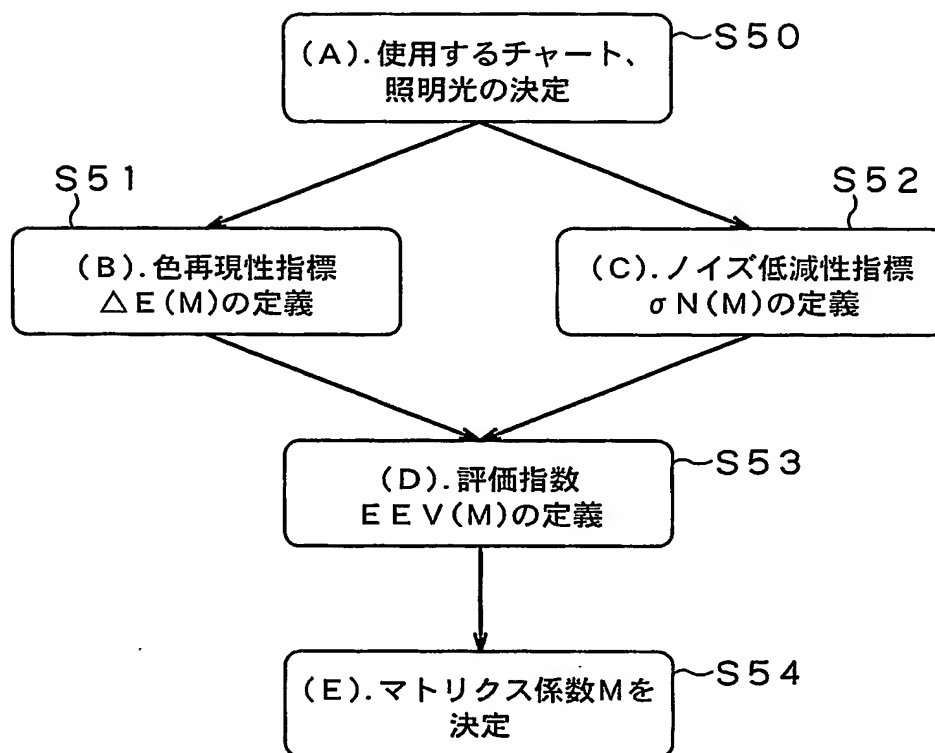 S50
(A).使用するチャート、
照明光の決定
S51
(B).色再現性指標
△E(M)の定義
S52
(C).ノイズ低減性指標
σN(M)の定義
S53
(D).評価指数
EEV(M)の定義
S54
(E).マトリクス係数Mを
決定